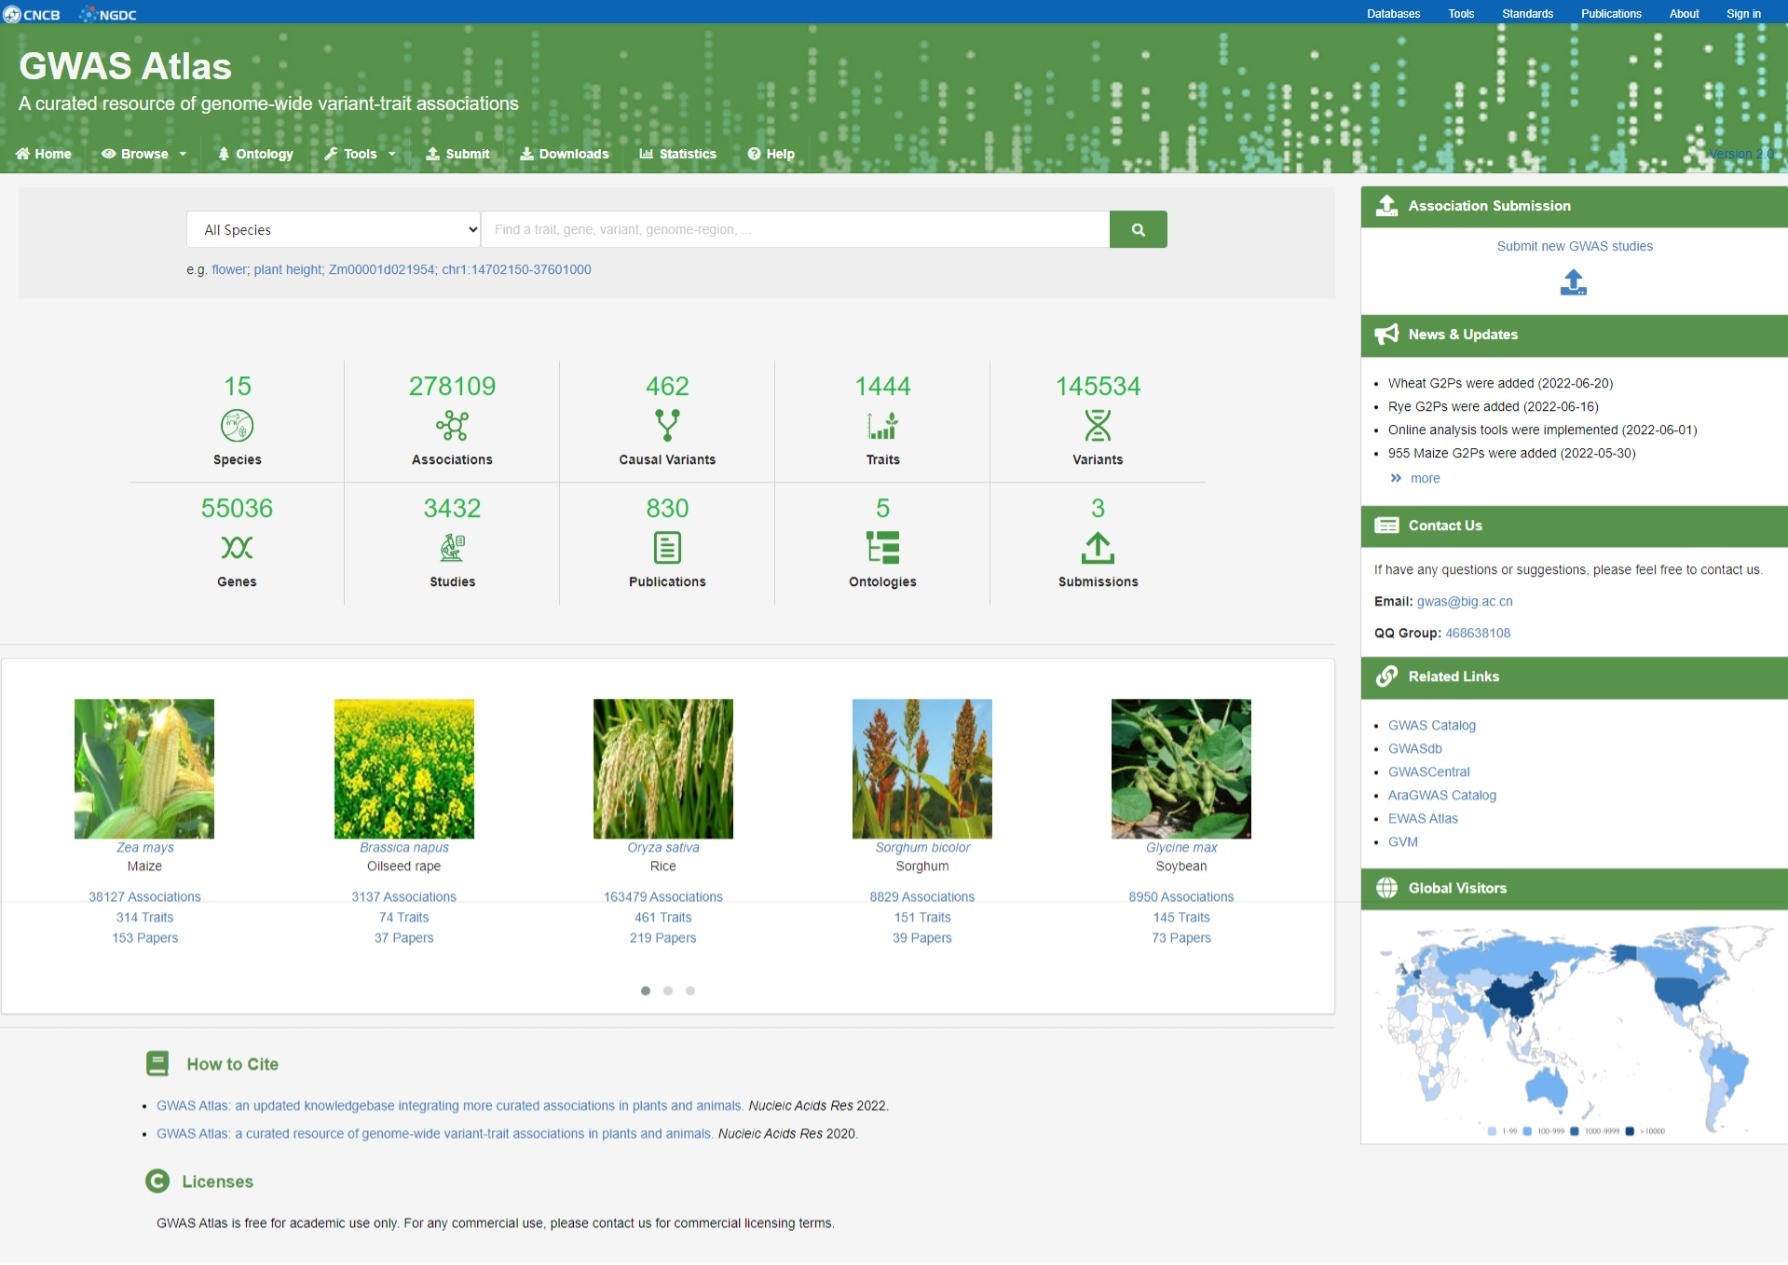 CNCB NGDC Databases Tools Standards Publications About Sign in
GWAS Atlas
A curated resource of genome-wide variant-trait associations
Home Browse Ontology Tools Submit Downloads Statistics Help Version 2.0
All Species Find a trait, gene, variant, genome-region, ...
e.g. flower; plant height; Zm00001d021954; chr1:14702150-37601000
15 278109 462 1444 145534
Species Associations Causal Variants Traits Variants
55036 3432 830 5 3
Genes Studies Publications Ontologies Submissions
Zea mays Brassica napus Oryza sativa Sorghum bicolor Glycine max
Maize Oilseed rape Rice Sorghum Soybean
38127 Associations 3137 Associations 163479 Associations 8829 Associations 8950 Associations
314 Traits 74 Traits 461 Traits 151 Traits 145 Traits
153 Papers 37 Papers 219 Papers 39 Papers 73 Papers
How to Cite
GWAS Atlas: an updated knowledgebase integrating more curated associations in plants and animals. Nucleic Acids Res 2022.
GWAS Atlas: a curated resource of genome-wide variant-trait associations in plants and animals. Nucleic Acids Res 2020.
Licenses
GWAS Atlas is free for academic use only. For any commercial use, please contact us for commercial licensing terms.
Association Submission
Submit new GWAS studies
News & Updates
Wheat G2Ps were added (2022-06-20)
Rye G2Ps were added (2022-06-16)
Online analysis tools were implemented (2022-06-01)
955 Maize G2Ps were added (2022-05-30)
more
Contact Us
If have any questions or suggestions, please feel free to contact us.
Email: gwas@big.ac.cn
QQ Group: 468638108
Related Links
GWAS Catalog
GWASdb
GWASCentral
AraGWAS Catalog
EWAS Atlas
GVM
Global Visitors
1-99 100-999 1000-9999 >10000